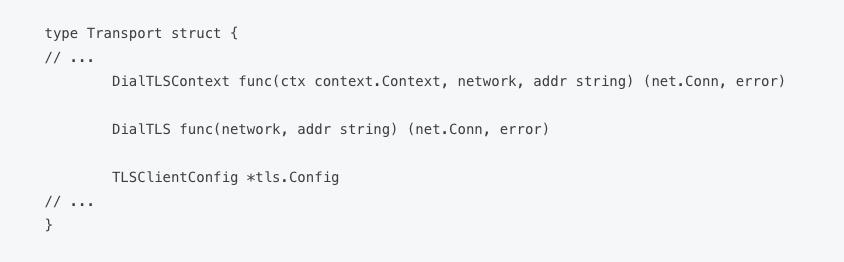 type Transport struct {
// ...
        DialTLSContext func(ctx context.Context, network, addr string) (net.Conn, error)
        DialTLS func(network, addr string) (net.Conn, error)
        TLSClientConfig *tls.Config
// ...
}